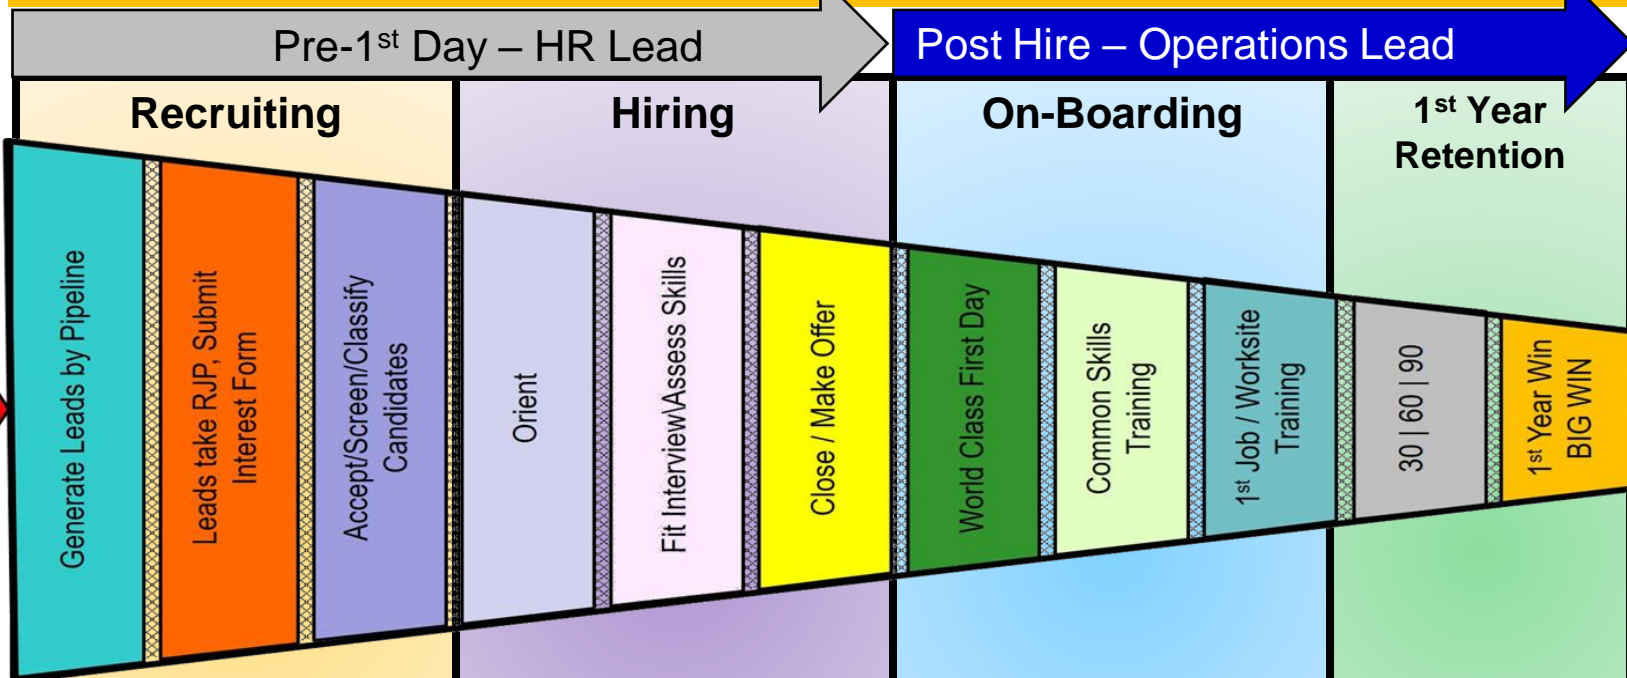 Pre-1st Day – HR Lead
Post Hire – Operations Lead
Recruiting
Hiring
On-Boarding
1st Year
Retention
Generate Leads by Pipeline
Leads take RJP, Submit
Interest Form
Accept/Screen/Classify
Candidates
Orient
Fit Interview\Assess Skills
Close / Make Offer
World Class First Day
Common Skills
Training
1st Job / Worksite
Training
30 | 60 | 90
1st Year Win
BIG WIN